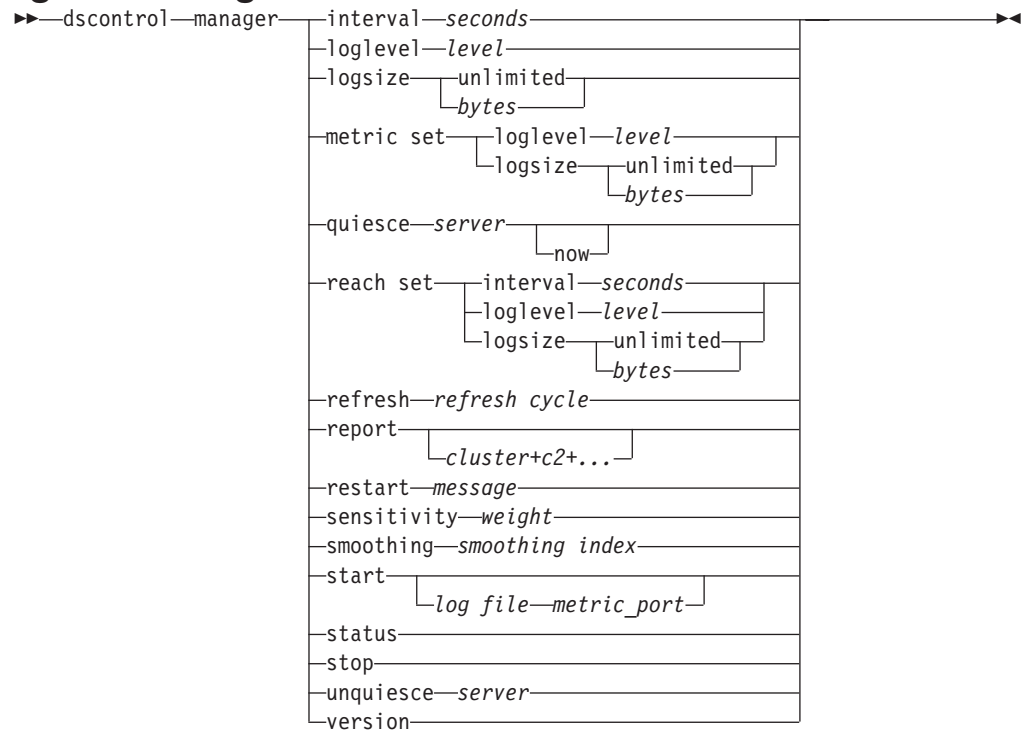 dscontrol manager interval seconds
loglevel level
logsize unlimited
bytes
metric set loglevel level
logsize unlimited
bytes
quiesce server
now
reach set interval seconds
loglevel level
logsize unlimited
bytes
refresh refresh cycle
report
cluster+c2+...
restart message
sensitivity weight
smoothing smoothing index
start
log file metric_port
status
stop
unquiesce server
version